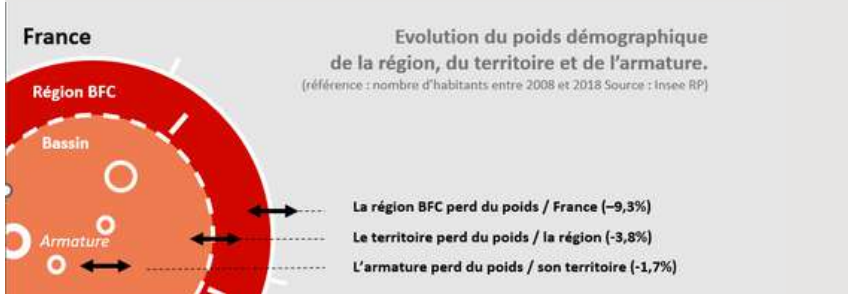 France
Evolution du poids démographique
de la région, du territoire et de l'armature.
(référence : nombre d'habitants entre 2008 et 2018 Source : Insee RP)
Région BFC
Bassin
Armature
La région BFC perd du poids / France (–9,3%)
Le territoire perd du poids / la région (-3,8%)
L'armature perd du poids / son territoire (-1,7%)